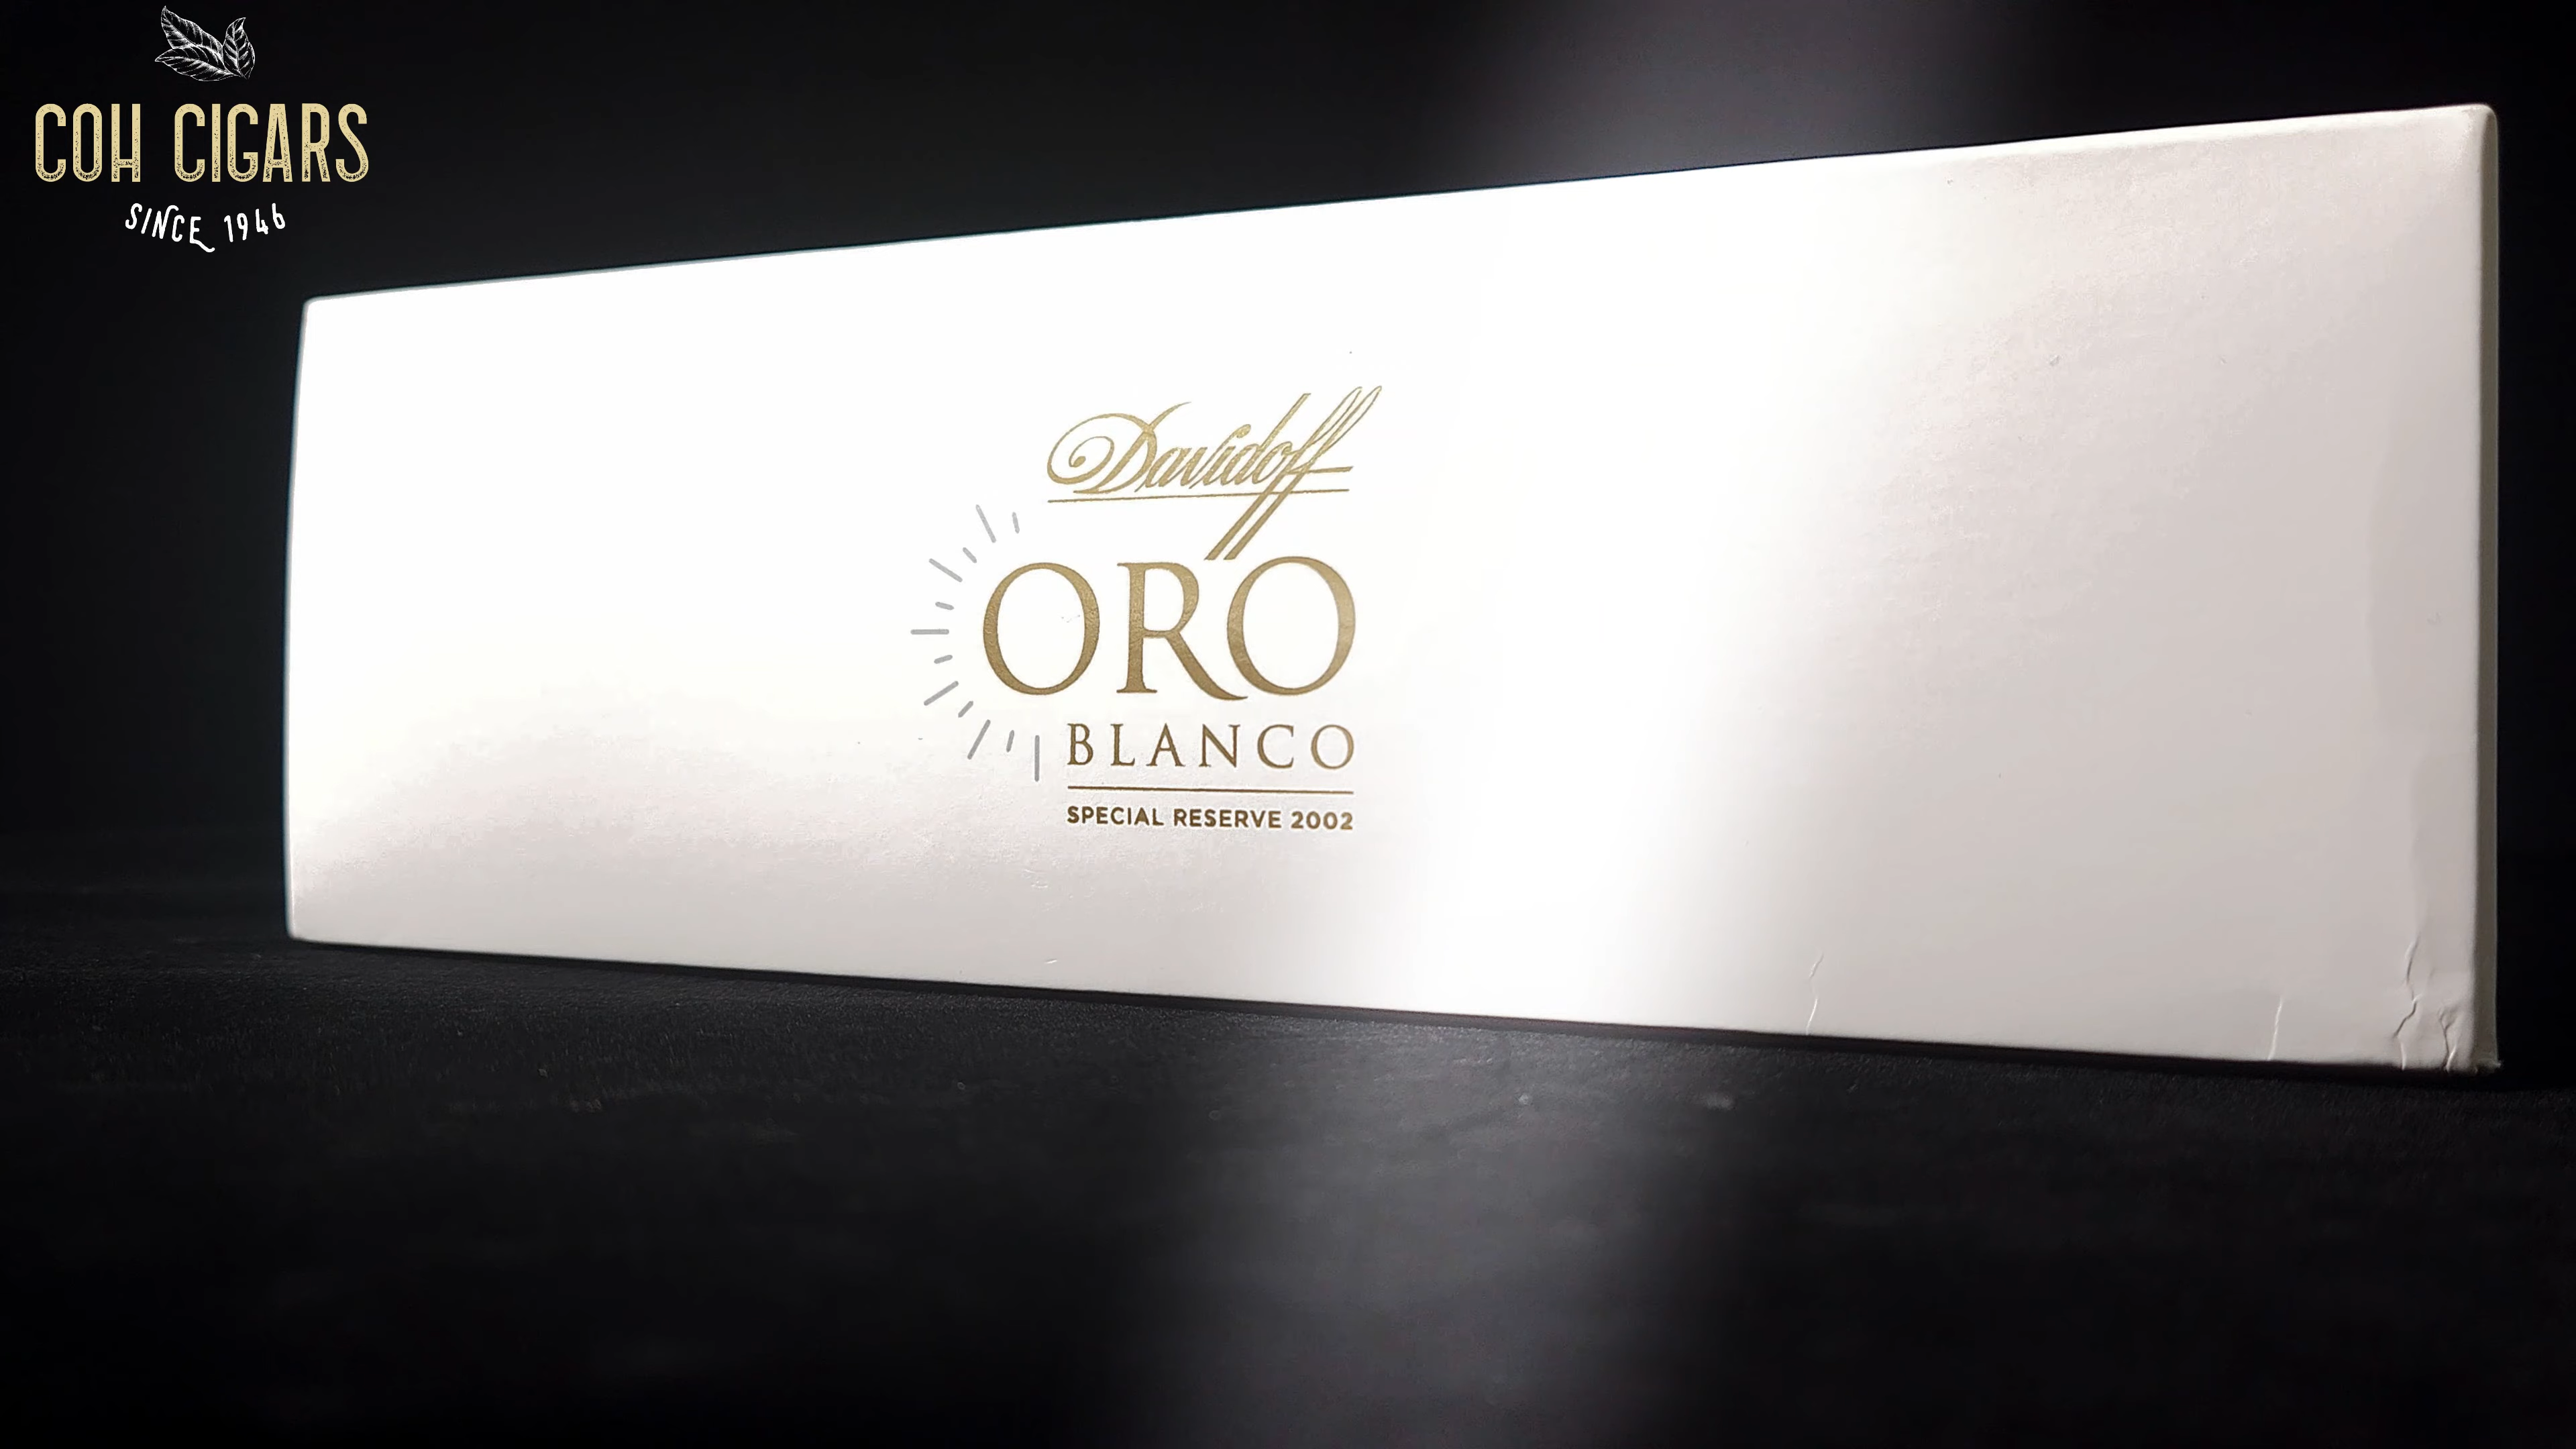 COH CIGARS
SINCE 1946
Davidoff
ORO
BLANCO
SPECIAL RESERVE 2002